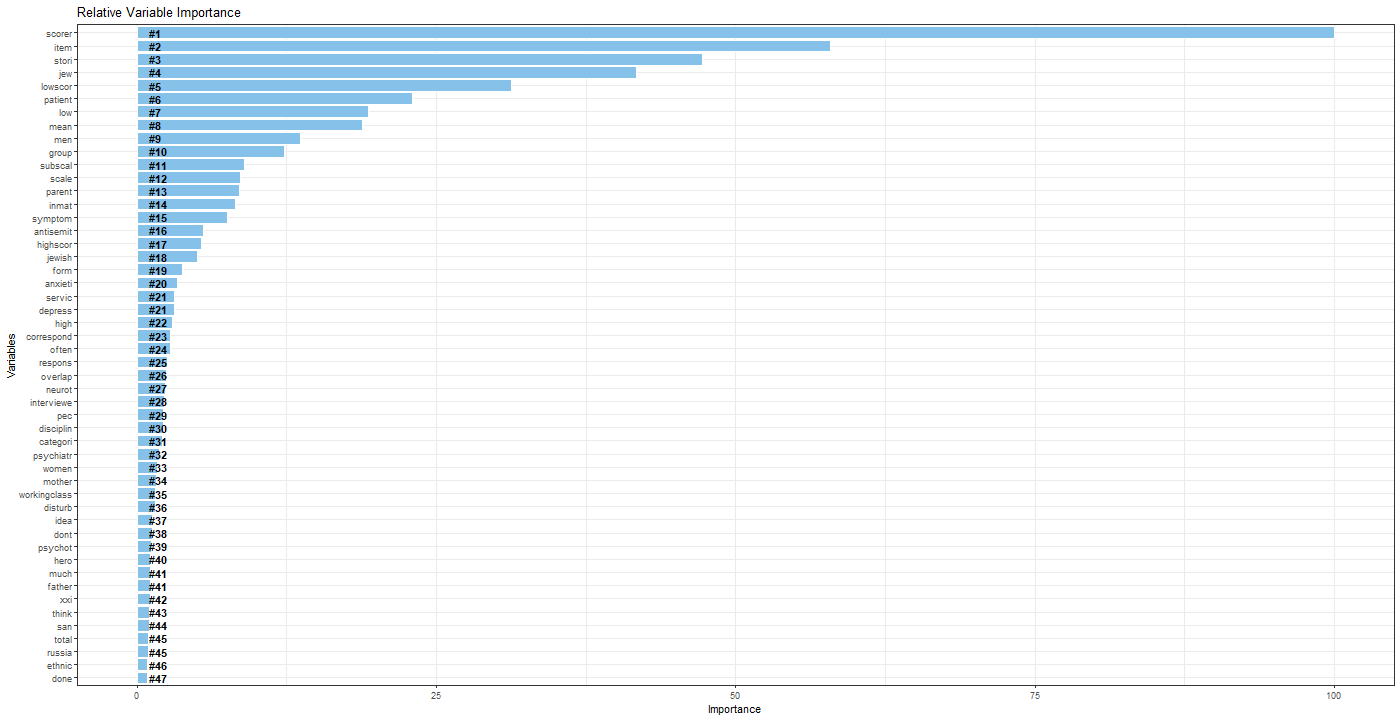 Relative Variable Importance
Variables
scorer #1
item #2
stori #3
jew #4
lowscor #5
patient #6
low #7
mean #8
men #9
group #10
subscal #11
scale #12
parent #13
inmat #14
symptom #15
antisemit #16
highscor #17
jewish #18
form #19
anxieti #20
servic #21
depress #21
high #22
correspond #23
often #24
respons #25
overlap #26
neurot #27
interviewe #28
pec #29
disciplin #30
categori #31
psychiatr #32
women #33
mother #34
workingclass #35
disturb #36
idea #37
dont #38
psychot #39
hero #40
much #41
father #41
xxi #42
think #43
san #44
total #45
russia #45
ethnic #46
done #47
0 25 50 75 100
Importance